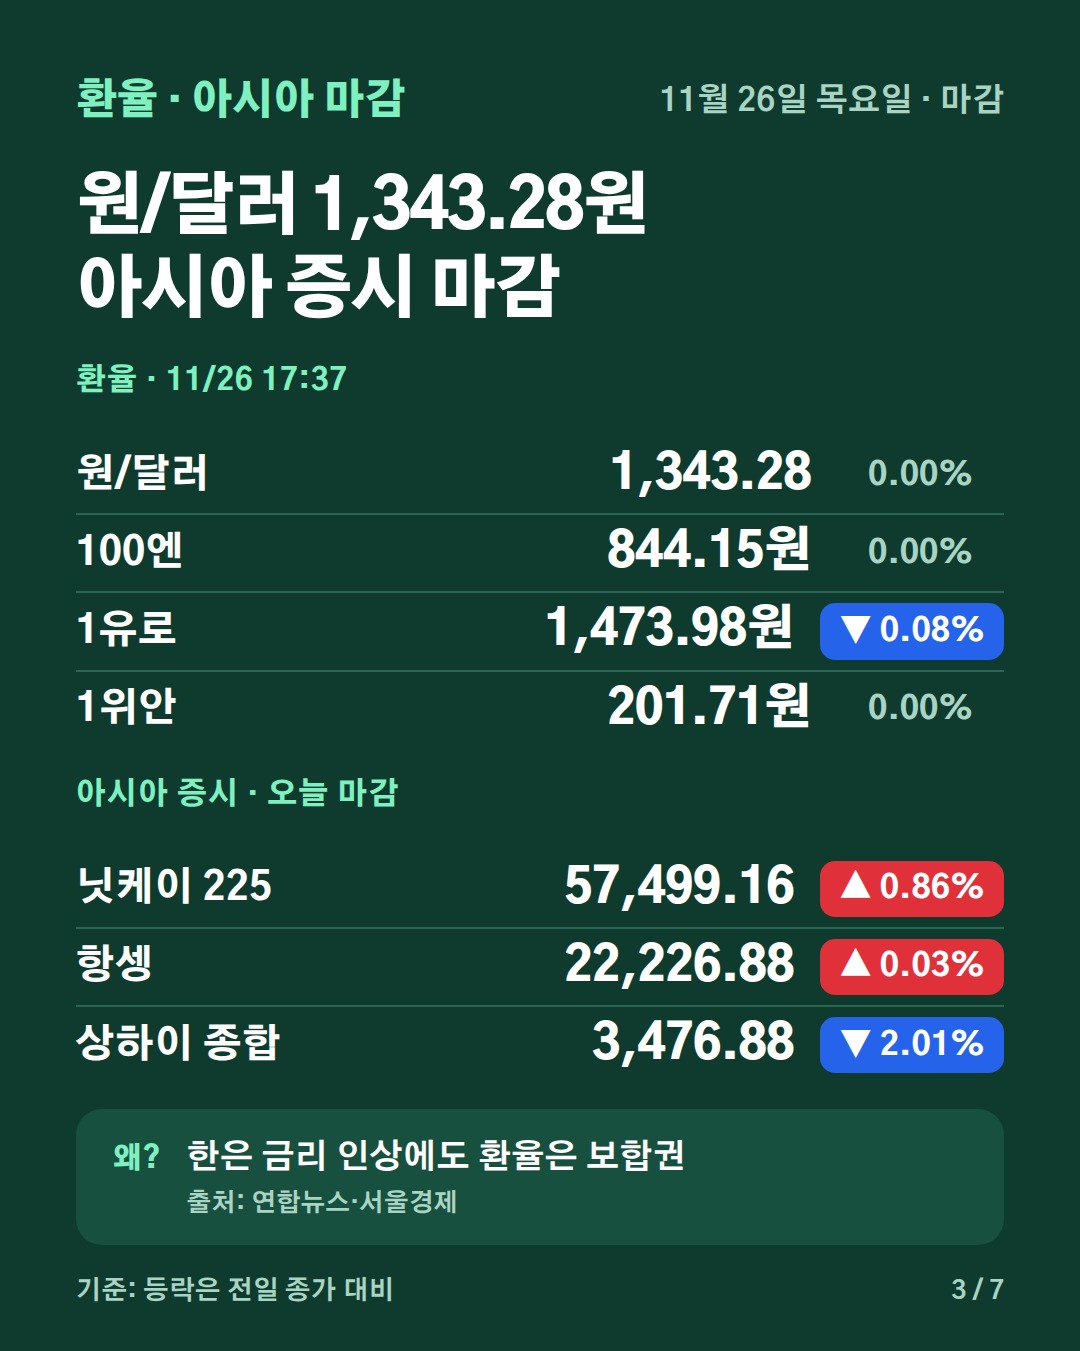 환율 · 아시아 마감
11월 26일 목요일 · 마감
원/달러 1,343.28원
아시아 증시 마감
환율 · 11/26 17:37
원/달러 1,343.28 0.00%
100엔 844.15원 0.00%
1유로 1,473.98원 ▼ 0.08%
1위안 201.71원 0.00%
아시아 증시 · 오늘 마감
닛케이 225 57,499.16 ▲ 0.86%
항셍 22,226.88 ▲ 0.03%
상하이 종합 3,476.88 ▼ 2.01%
왜? 한은 금리 인상에도 환율은 보합권
출처: 연합뉴스·서울경제
기준: 등락은 전일 종가 대비
3 / 7